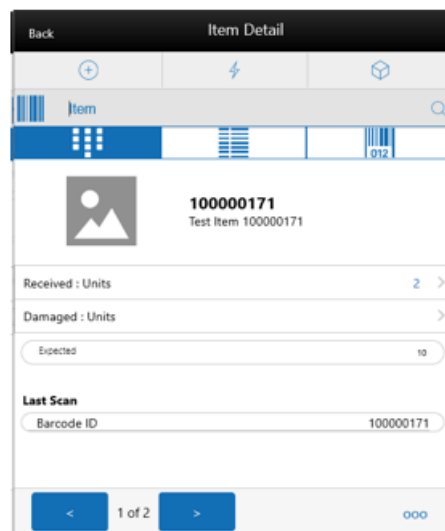 Back
Item Detail
Item
012
100000171
Test Item 100000171
Received : Units 2 >
Damaged : Units >
Expected 10
Last Scan
Barcode ID 100000171
< 1 of 2 > ooo